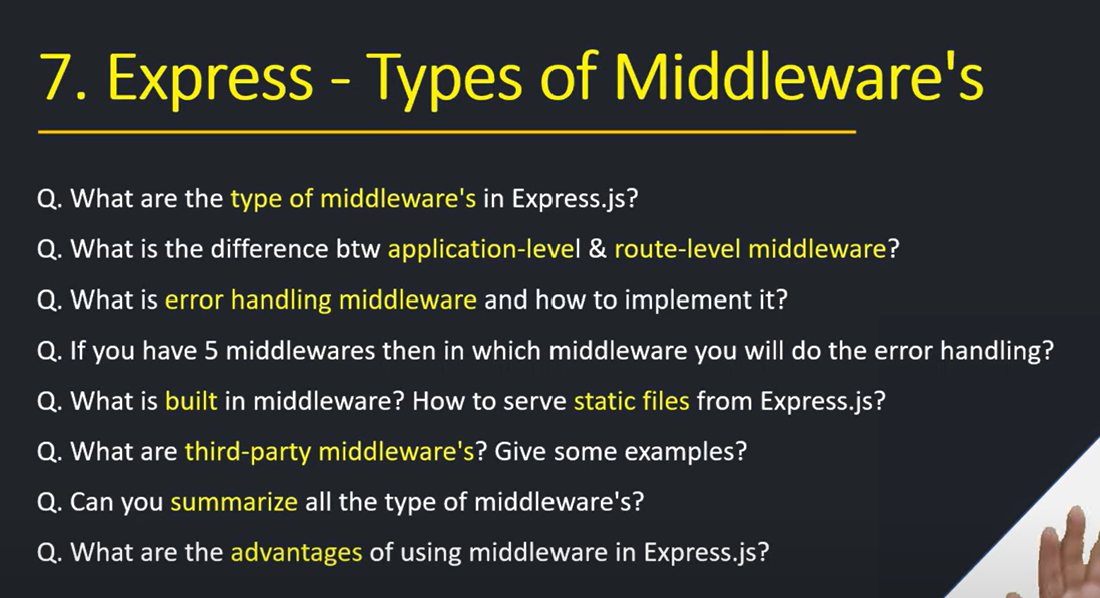 7. Express - Types of Middleware's
Q. What are the type of middleware's in Express.js?
Q. What is the difference btw application-level & route-level middleware?
Q. What is error handling middleware and how to implement it?
Q. If you have 5 middlewares then in which middleware you will do the error handling?
Q. What is built in middleware? How to serve static files from Express.js?
Q. What are third-party middleware's? Give some examples?
Q. Can you summarize all the type of middleware's?
Q. What are the advantages of using middleware in Express.js?